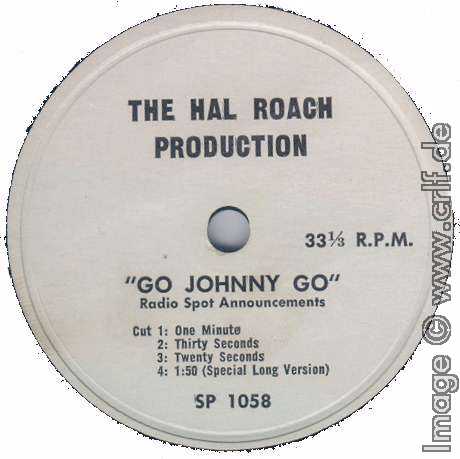 THE HAL ROACH
PRODUCTION
33⅓ R.P.M.
"GO JOHNNY GO"
Radio Spot Announcements
Cut 1: One Minute
2: Thirty Seconds
3: Twenty Seconds
4: 1:50 (Special Long Version)
SP 1058
Image © www.crlf.de